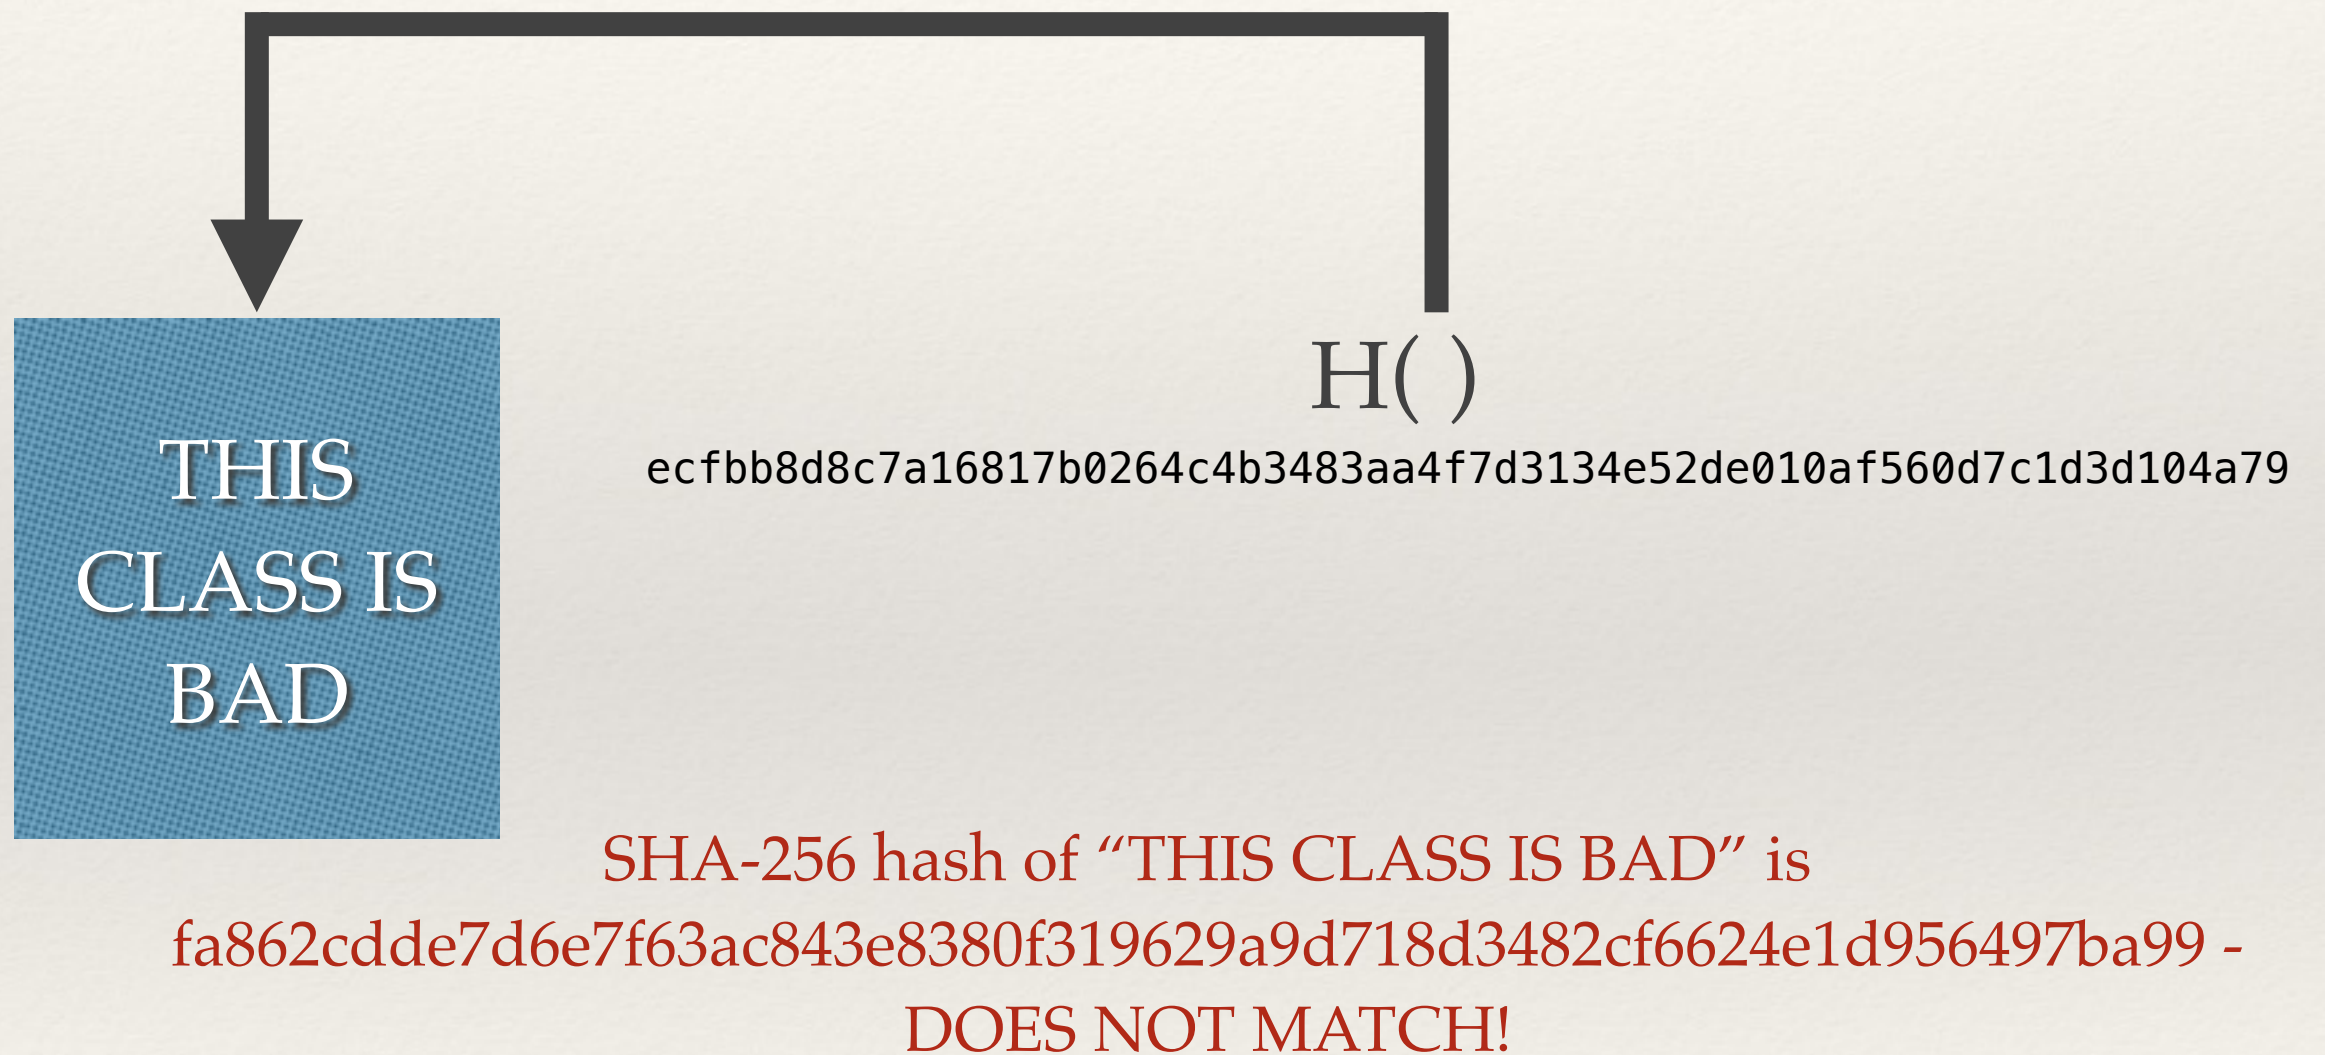 THIS
CLASS IS
BAD
H( )
ecfbb8d8c7a16817b0264c4b3483aa4f7d3134e52de010af560d7c1d3d104a79
SHA-256 hash of “THIS CLASS IS BAD” is
fa862cdde7d6e7f63ac843e8380f319629a9d718d3482cf6624e1d956497ba99 -
DOES NOT MATCH!